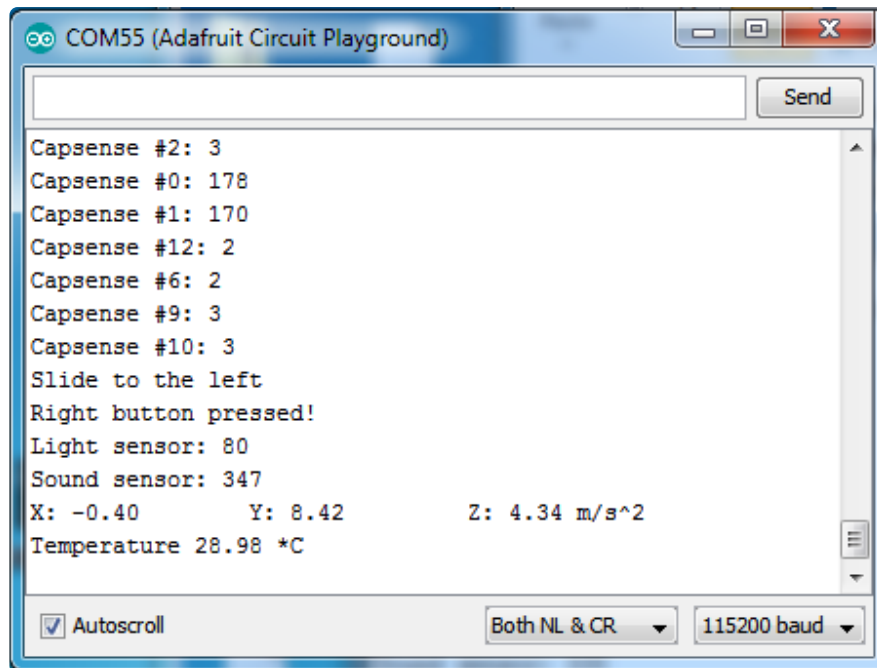 COM55 (Adafruit Circuit Playground)
Send
Capsense #2: 3
Capsense #0: 178
Capsense #1: 170
Capsense #12: 2
Capsense #6: 2
Capsense #9: 3
Capsense #10: 3
Slide to the left
Right button pressed!
Light sensor: 80
Sound sensor: 347
X: -0.40 Y: 8.42 Z: 4.34 m/s^2
Temperature 28.98 *C
Autoscroll Both NL & CR 115200 baud